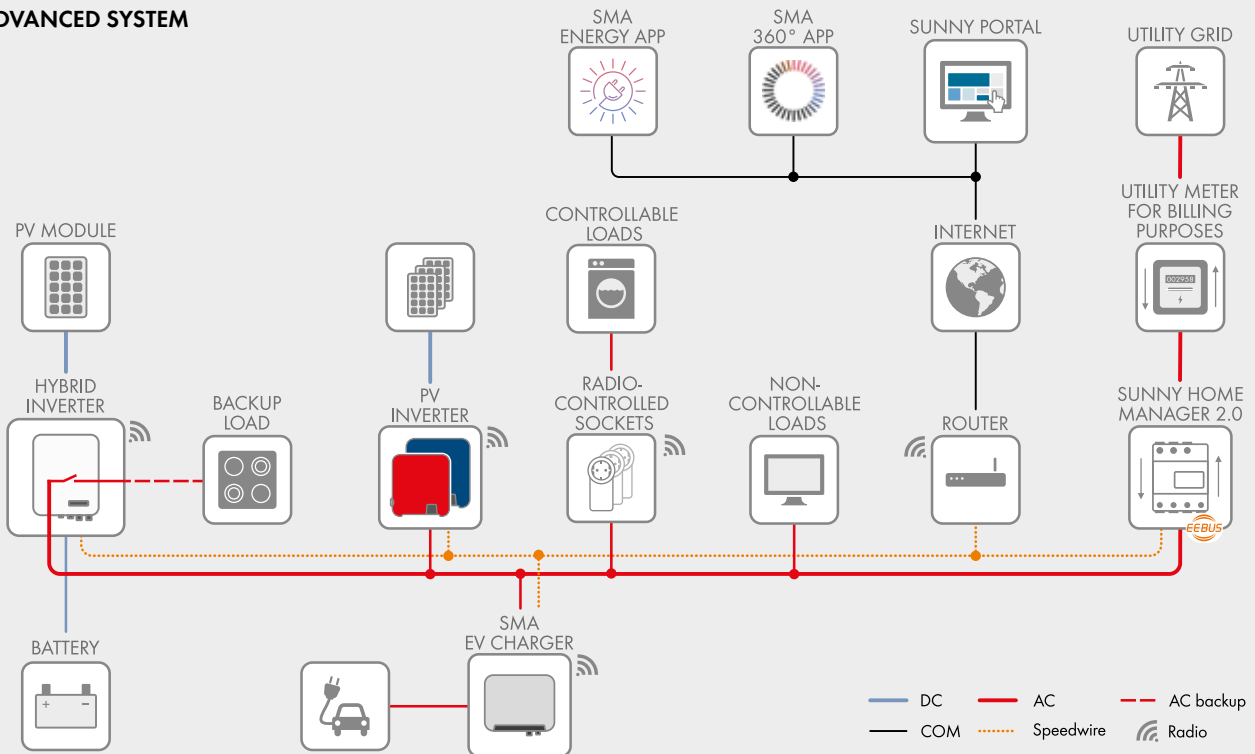 DVANCED SYSTEM
SMA
ENERGY APP
SMA
360° APP
SUNNY PORTAL
UTILITY GRID
PV MODULE
CONTROLLABLE
LOADS
INTERNET
UTILITY METER
FOR BILLING
PURPOSES
002958
HYBRID
INVERTER
BACKUP
LOAD
PV
INVERTER
RADIO-
CONTROLLED
SOCKETS
NON-
CONTROLLABLE
LOADS
ROUTER
SUNNY HOME
MANAGER 2.0
EEBUS
BATTERY
+ −
SMA
EV CHARGER
DC
AC
AC backup
COM
Speedwire
Radio